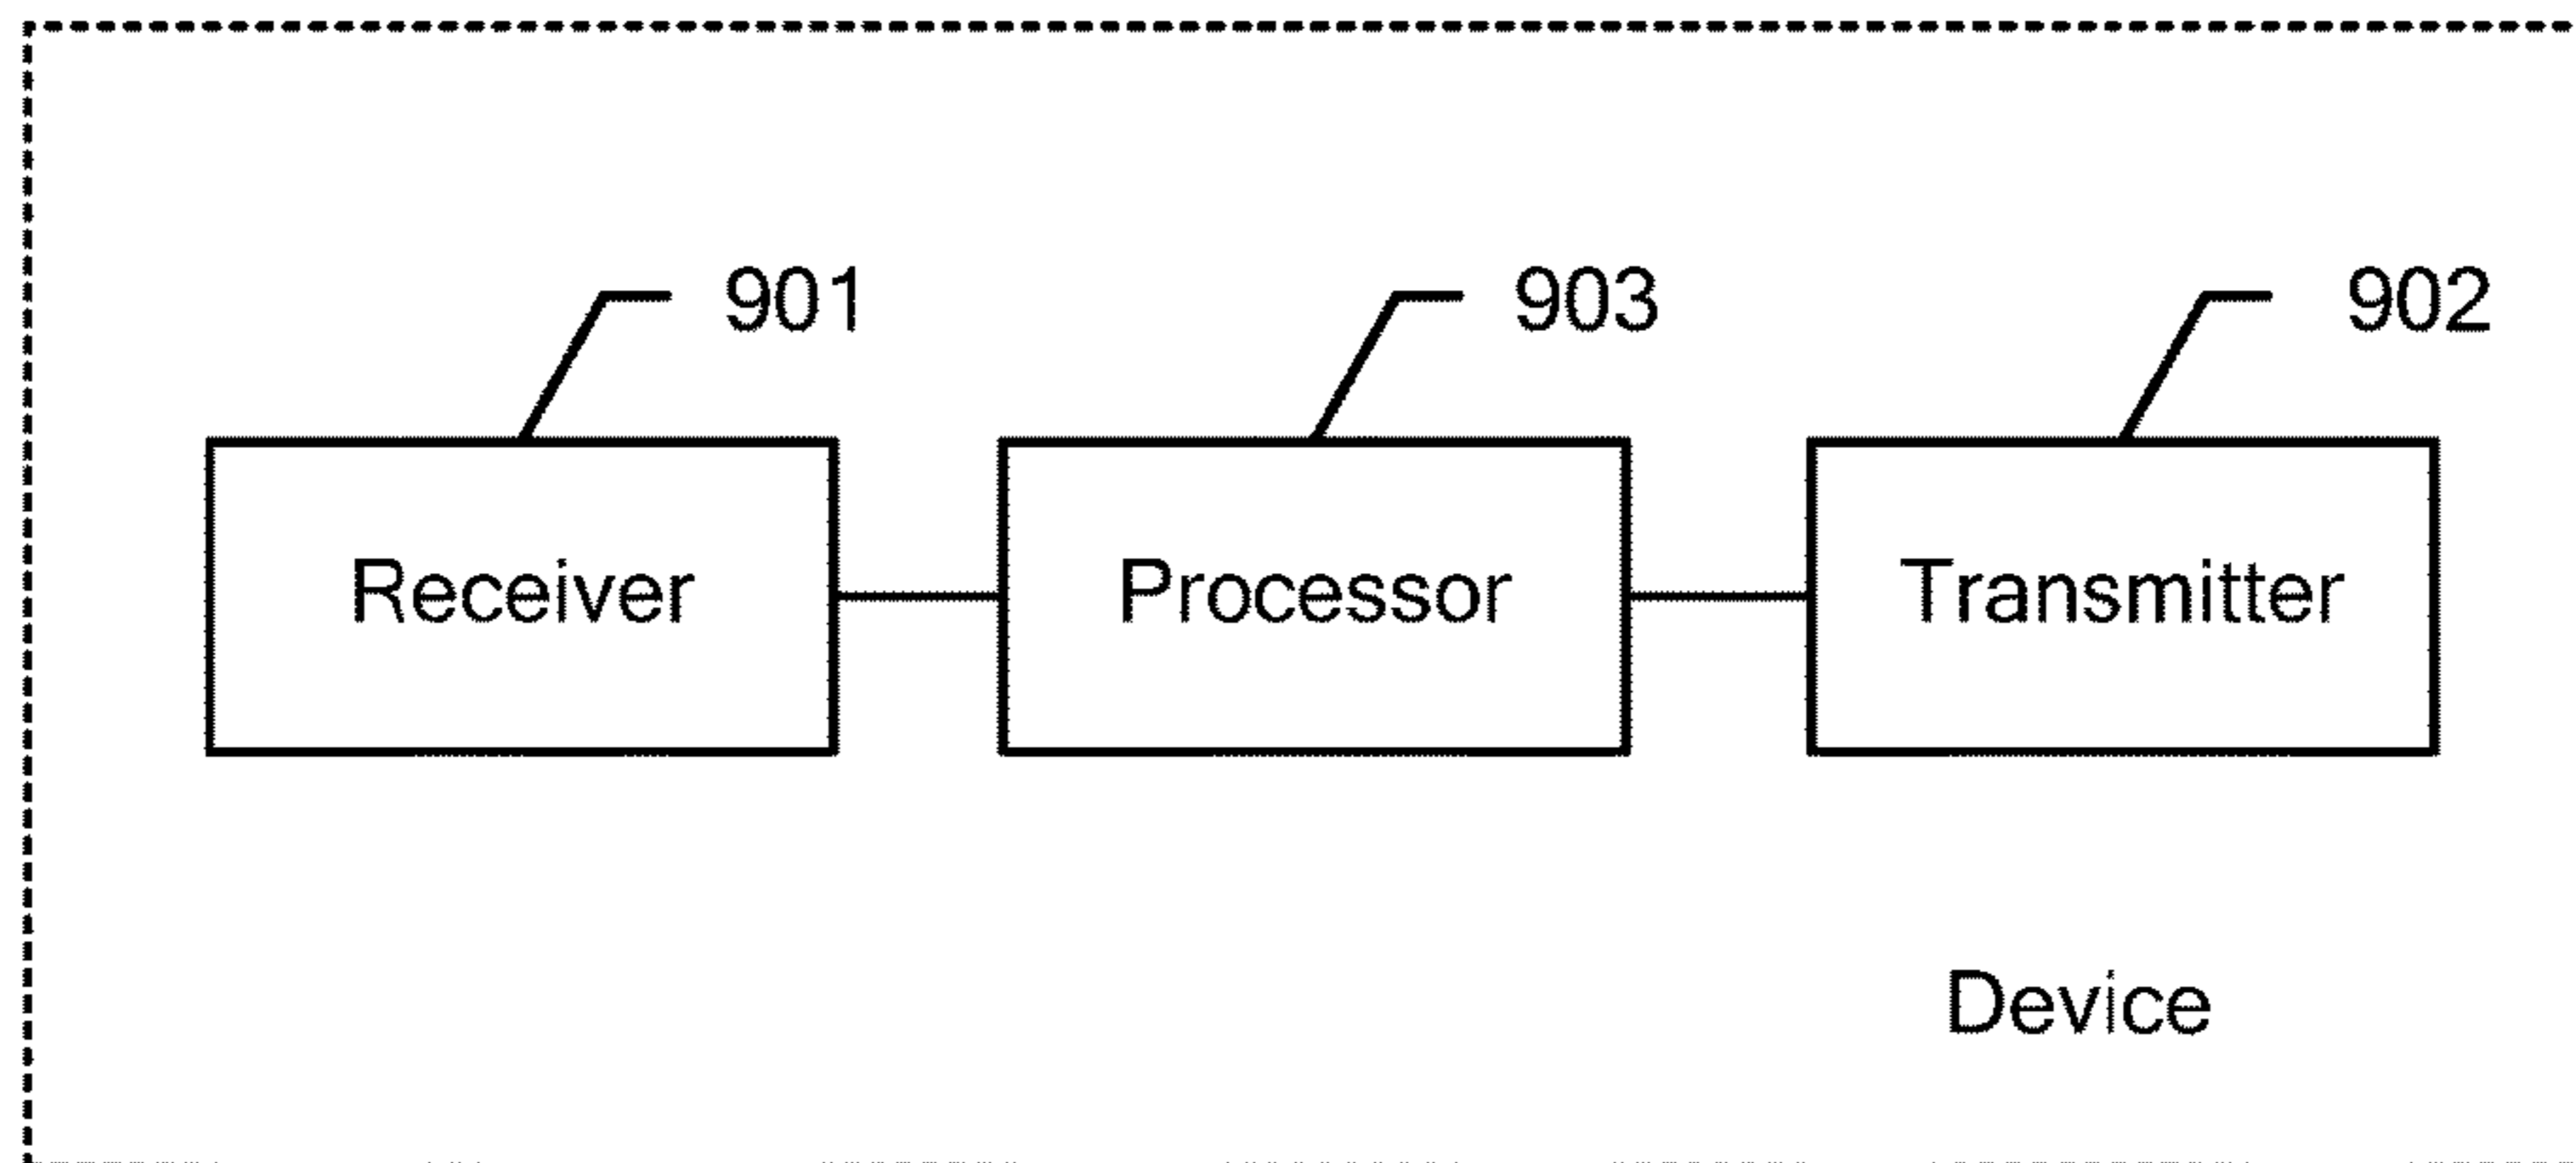 901
903
902
Receiver
Processor
Transmitter
Device